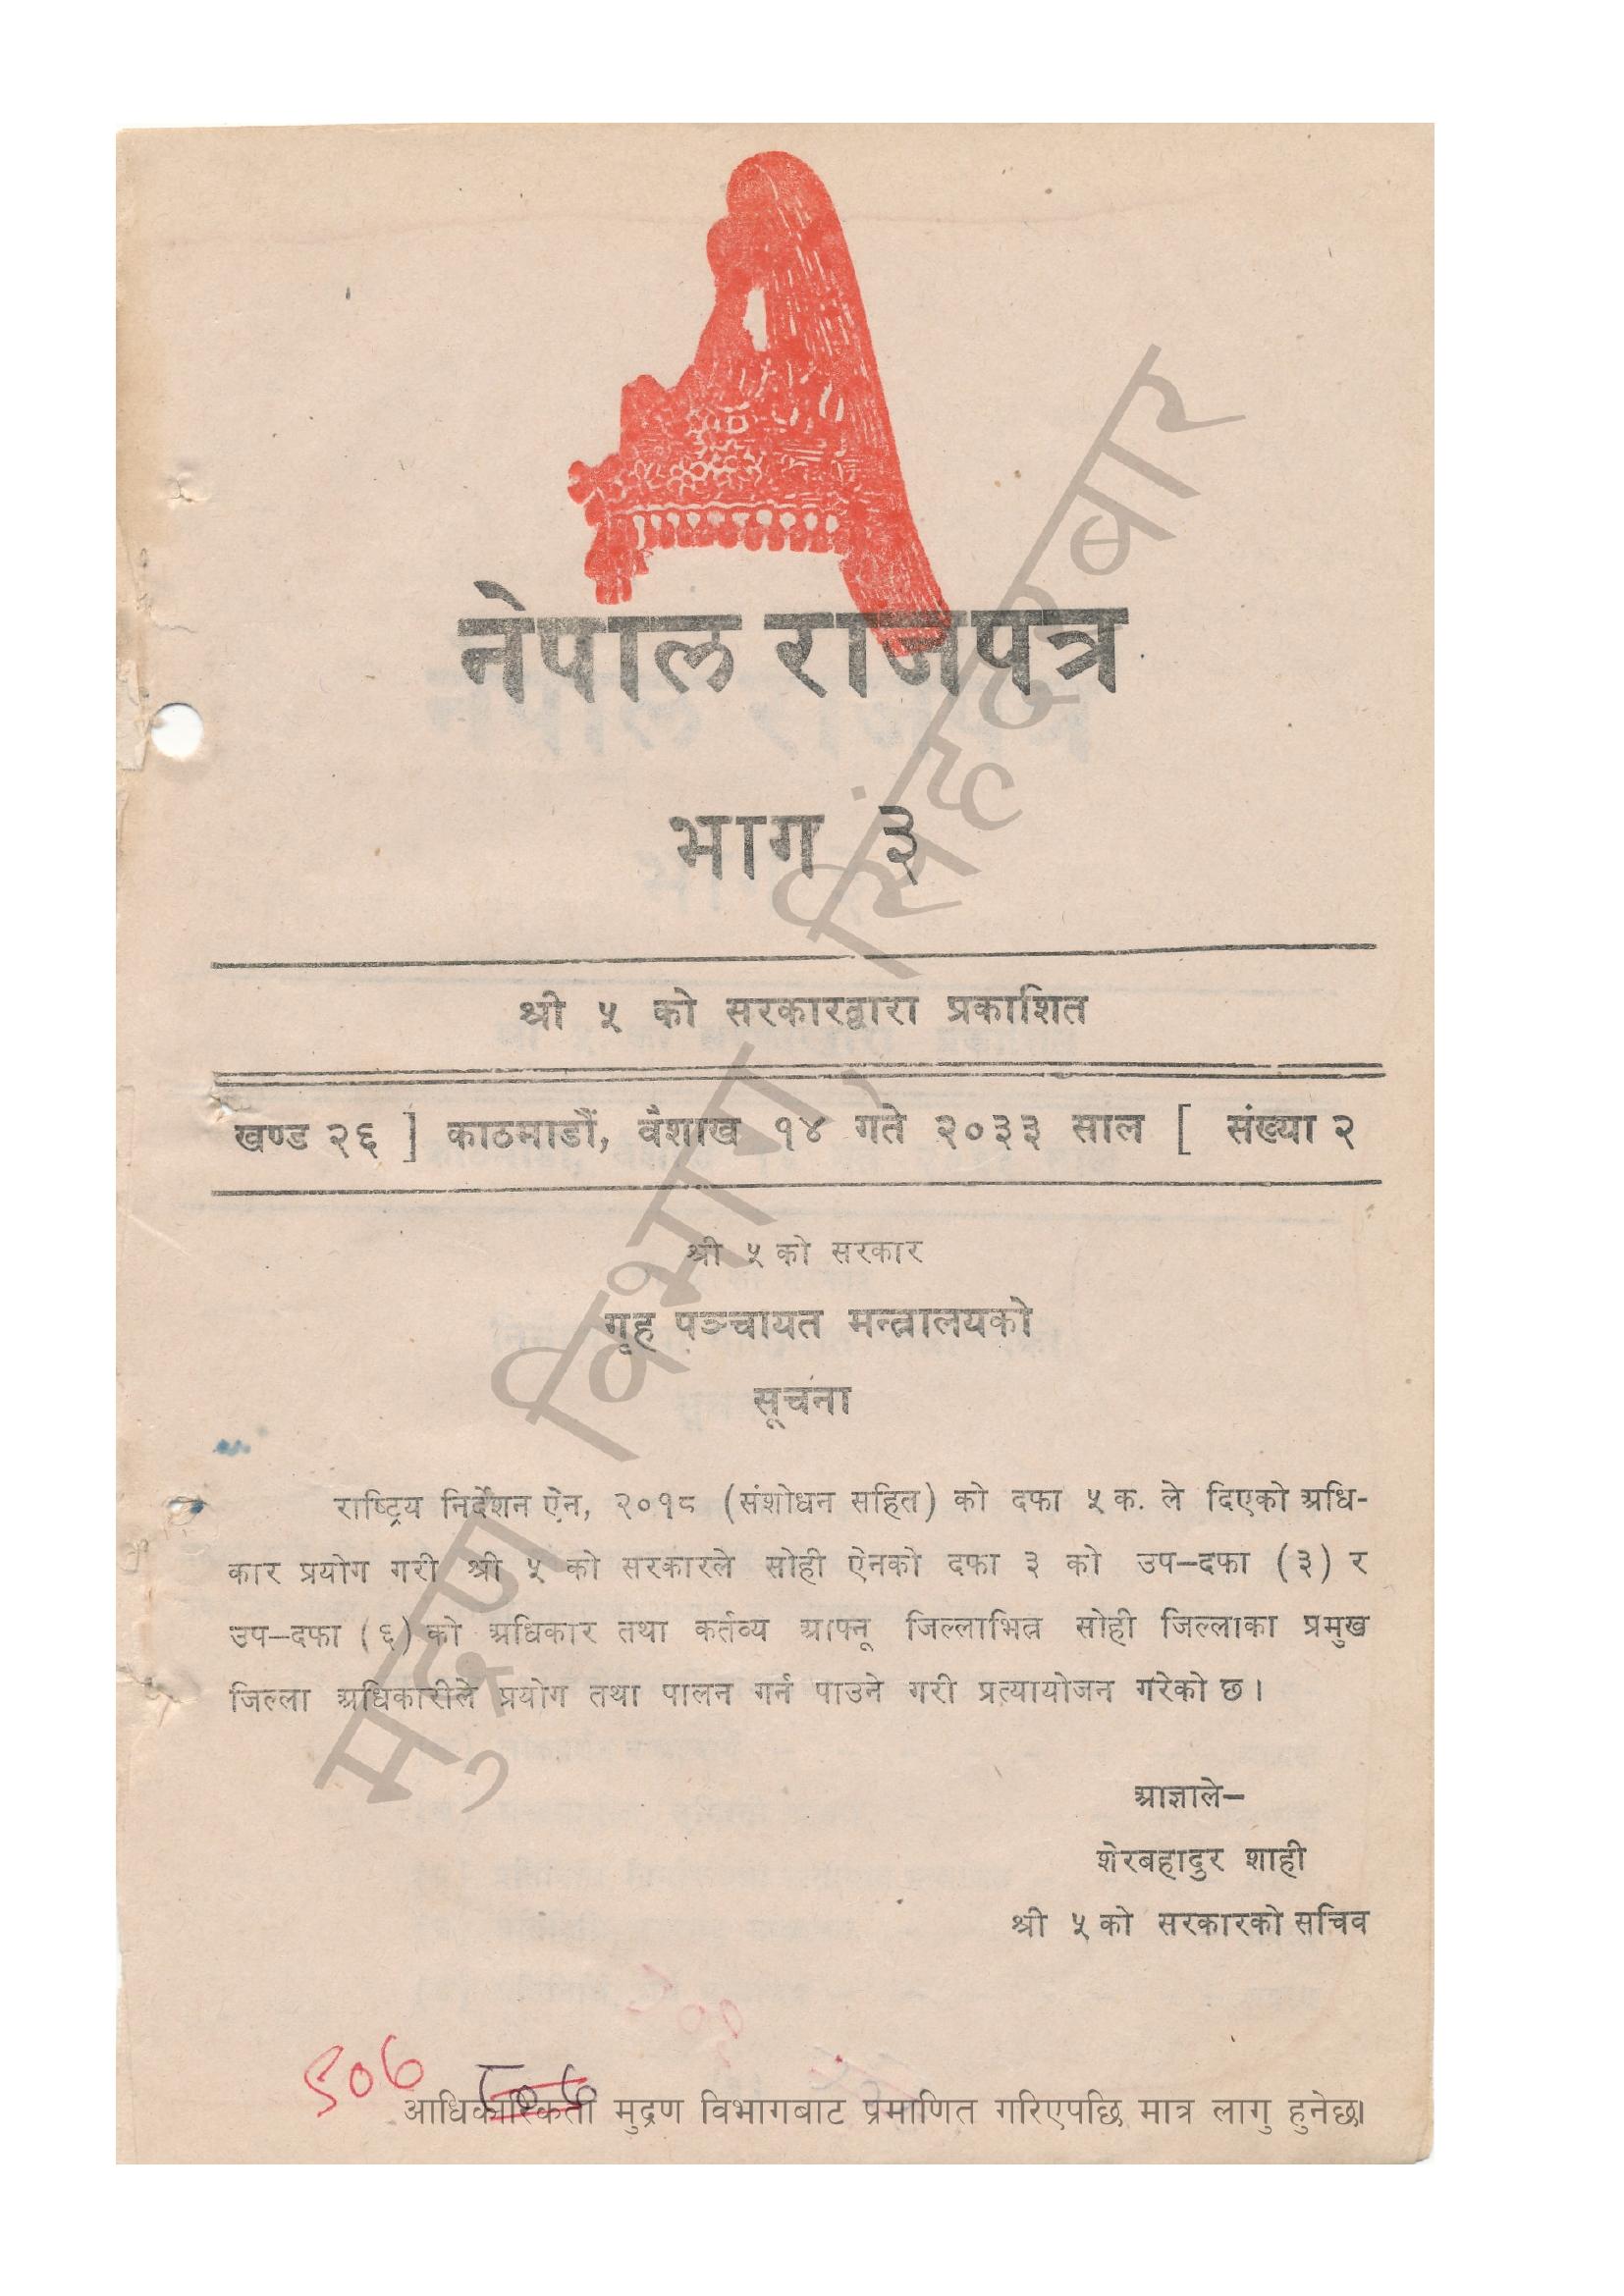 नेपाल राजपत्र
भाग ३
श्री ५ को सरकारद्वारा प्रकाशित
खण्ड २६ ] काठमाडौं, वैशाख १४ गते २०३३ साल [ संख्या २
श्री ५ को सरकार
गृह पञ्चायत मन्त्रालयको
सूचना
राष्ट्रिय निर्देशन ऐन, २०१८ (संशोधन सहित) को दफा ५ क. ले दिएको अधि-
कार प्रयोग गरी श्री ५ को सरकारले सोही ऐनको दफा ३ को उप–दफा (३) र
उप–दफा (६) को अधिकार तथा कर्तव्य आफ्नू जिल्लाभित्र सोही जिल्लाका प्रमुख
जिल्ला अधिकारीले प्रयोग तथा पालन गर्न पाउने गरी प्रत्यायोजन गरेको छ ।
आज्ञाले–
शेरबहादुर शाही
श्री ५ को सरकारको सचिव
आधिकारिकता मुद्रण विभागबाट प्रमाणित गरिएपछि मात्र लागु हुनेछ।
मुद्रण विभाग, सिंहदरबार